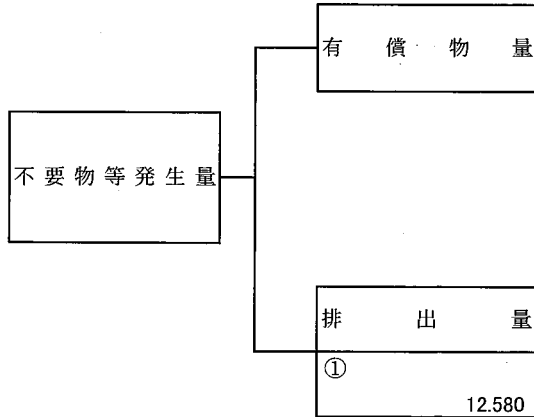 有償物量
不要物等発生量
排出量
①
12.580